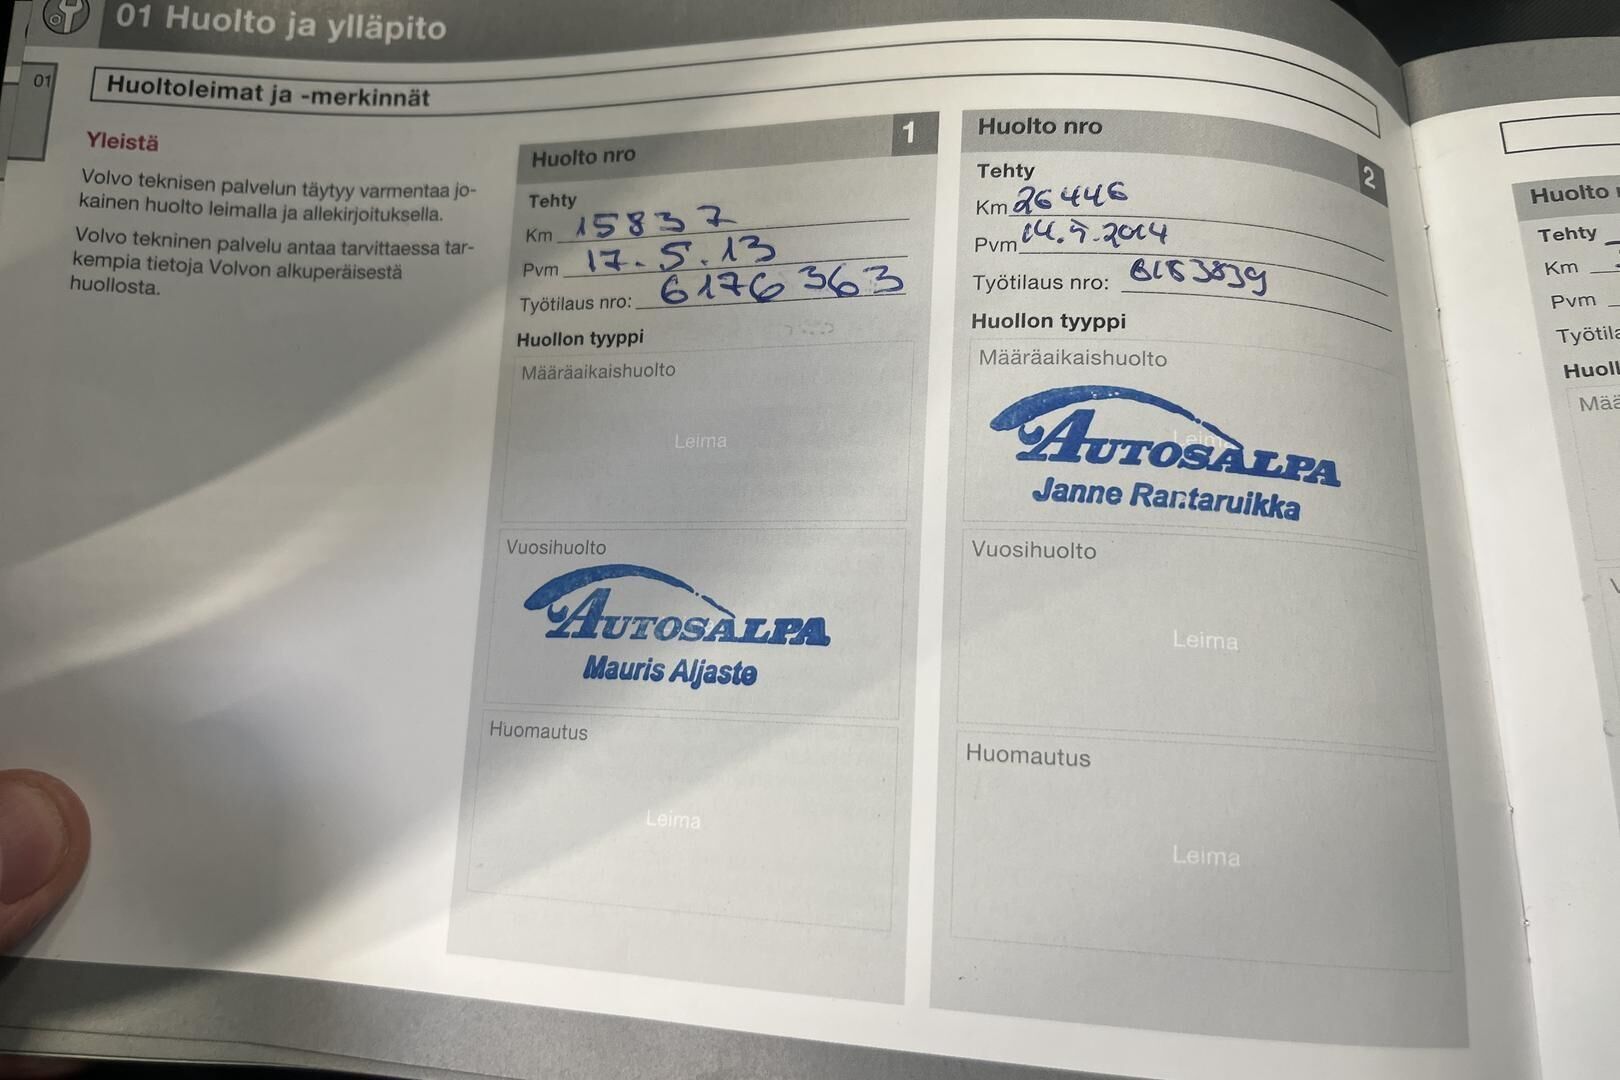 01 Huolto ja ylläpito
01
Huoltoleimat ja -merkinnät
Yleistä
Volvo teknisen palvelun täytyy varmentaa jo-
kainen huolto leimalla ja allekirjoituksella.
Volvo tekninen palvelu antaa tarvittaessa tar-
kempia tietoja Volvon alkuperäisestä
huollosta.
Huolto nro 1
Tehty
Km 15837
Pvm 17.5.13
Työtilaus nro: 6176363
Huollon tyyppi
Määräaikaishuolto
Leima
Vuosihuolto
AUTOSALPA
Mauris Aljaste
Huomautus
Leima
Huolto nro 2
Tehty
Km 26446
Pvm 14.5.2014
Työtilaus nro:
Huollon tyyppi
Määräaikaishuolto
Leima
AUTOSALPA
Janne Rantaruikka
Vuosihuolto
Leima
Huomautus
Leima
Huolto
Tehty
Km
Pvm